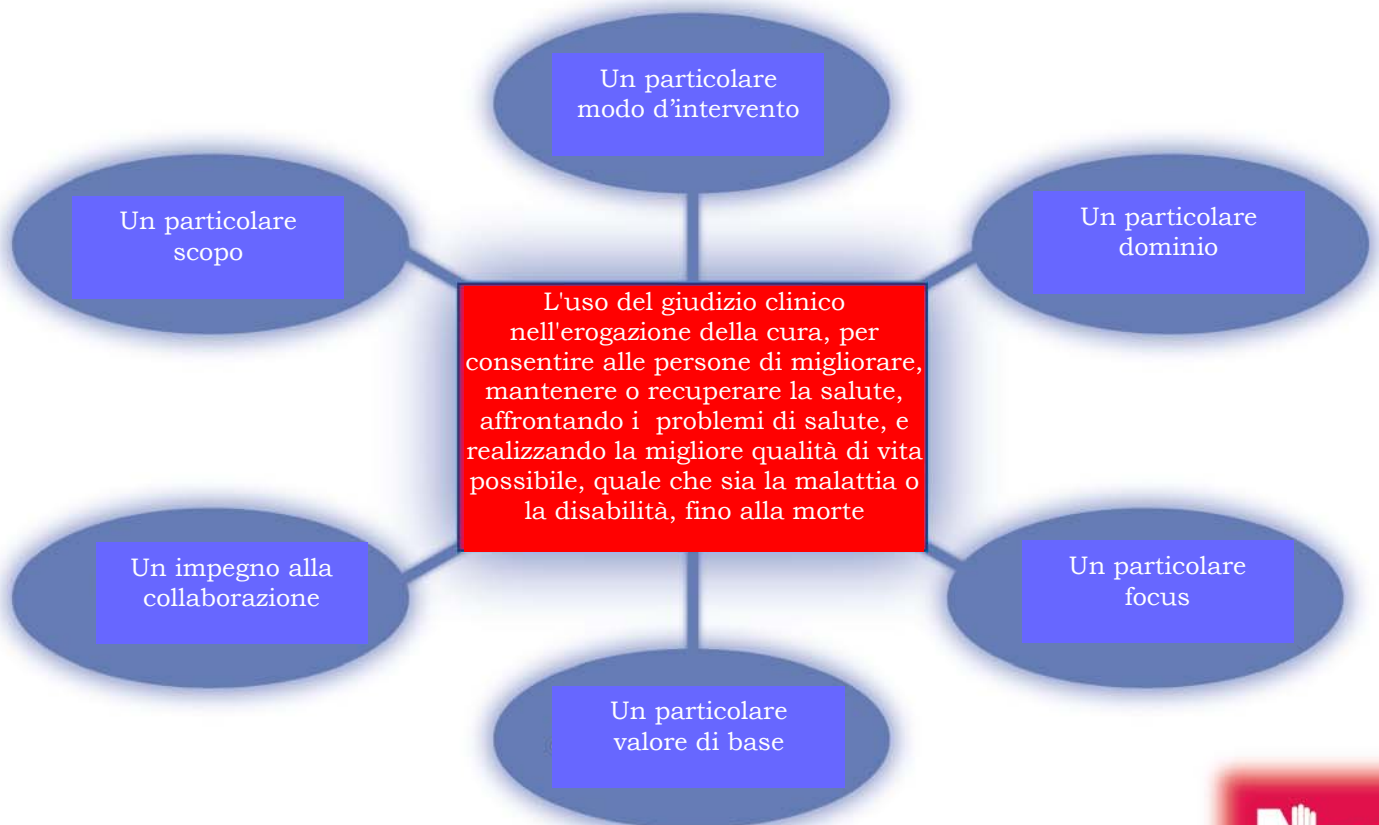 Un particolare
modo d’intervento
Un particolare
scopo
Un particolare
dominio
L'uso del giudizio clinico
nell'erogazione della cura, per
consentire alle persone di migliorare,
mantenere o recuperare la salute,
affrontando i  problemi di salute, e
realizzando la migliore qualità di vita
possibile, quale che sia la malattia o
la disabilità, fino alla morte
Un impegno alla
collaborazione
Un particolare
focus
Un particolare
valore di base